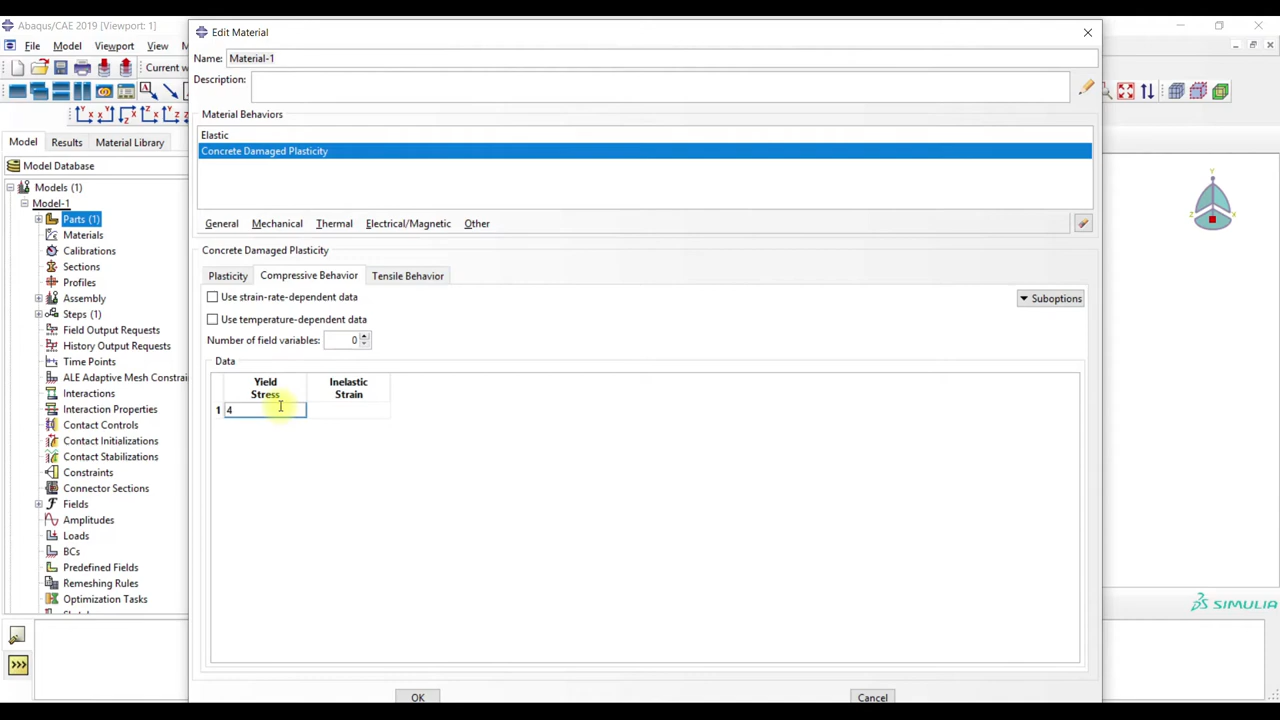 Abaqus/CAE 2019 [Viewport: 1]
Edit Material
File Model Viewport View
Name: Material-1
Description:
Current
Material Behaviors
Elastic
Concrete Damaged Plasticity
Model Results Material Library
Model Database
Models (1)
Model-1
Parts (1)
Materials
Calibrations
Sections
Profiles
Assembly
Steps (1)
Field Output Requests
History Output Requests
Time Points
ALE Adaptive Mesh Constrai
Interactions
Interaction Properties
Contact Controls
Contact Initializations
Contact Stabilizations
Constraints
Connector Sections
Fields
Amplitudes
Loads
BCs
Predefined Fields
Remeshing Rules
Optimization Tasks
General Mechanical Thermal Electrical/Magnetic Other
Concrete Damaged Plasticity
Plasticity Compressive Behavior Tensile Behavior
Use strain-rate-dependent data
Suboptions
Use temperature-dependent data
Number of field variables: 0
Data
Yield Stress Inelastic Strain
1 4
OK Cancel
Y
Z X
SIMULIA
>>>